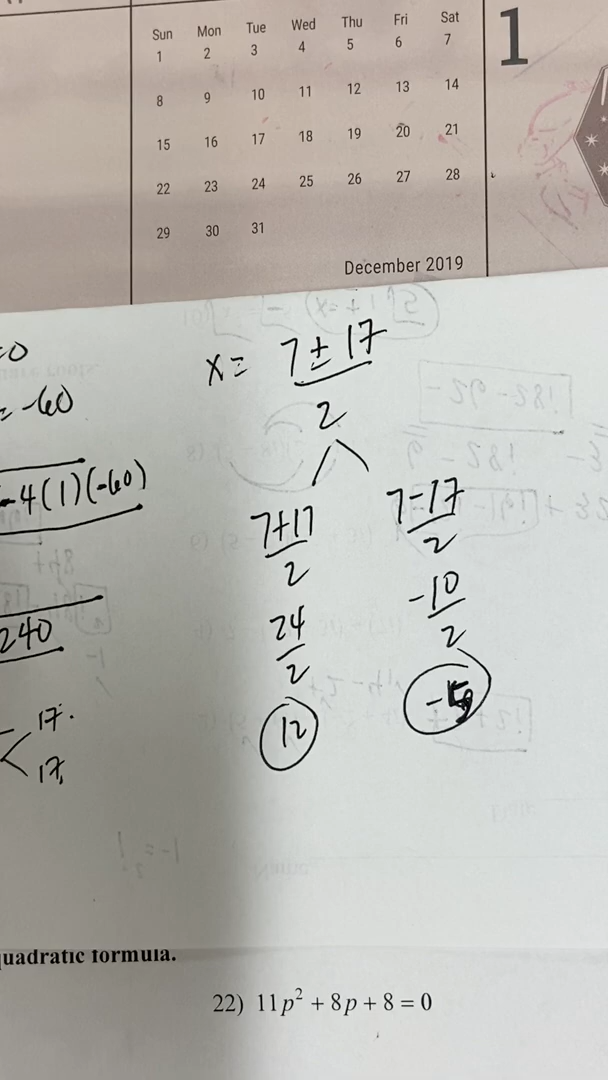 Sun Mon Tue Wed Thu Fri Sat
1 2 3 4 5 6 7
8 9 10 11 12 13 14
15 16 17 18 19 20 21
22 23 24 25 26 27 28
29 30 31
December 2019
1
=0
= -60
-4(1)(-60)
240
17.
17
x = 7 ± 17
2
7+17
2
24
2
12
7-17
2
-10
2
-5
quadratic formula.
22) 11p² + 8p + 8 = 0